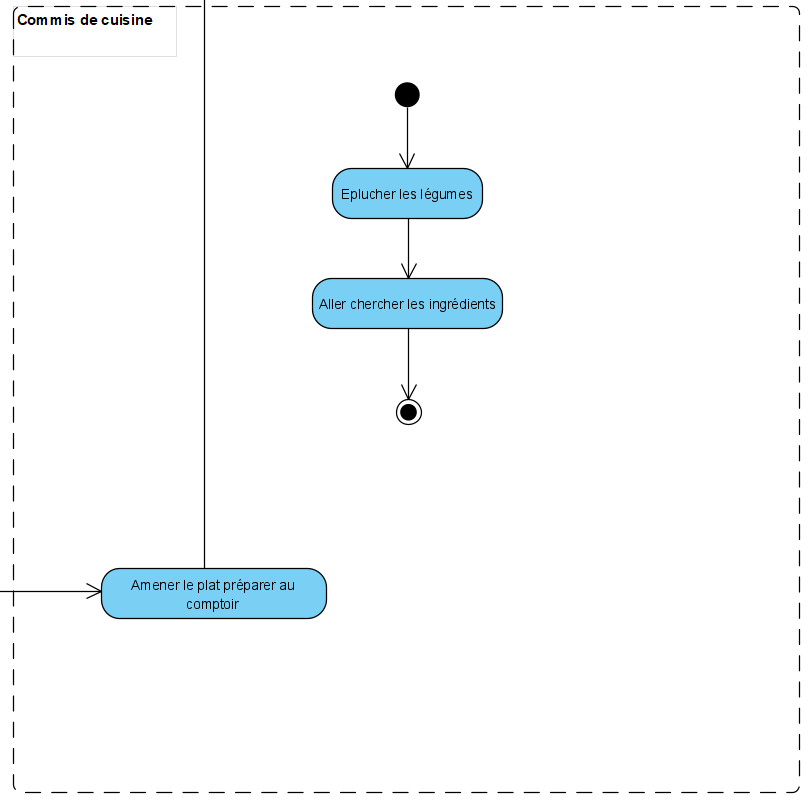 Commis de cuisine
Eplucher les légumes
Aller chercher les ingrédients
Amener le plat préparer au
comptoir